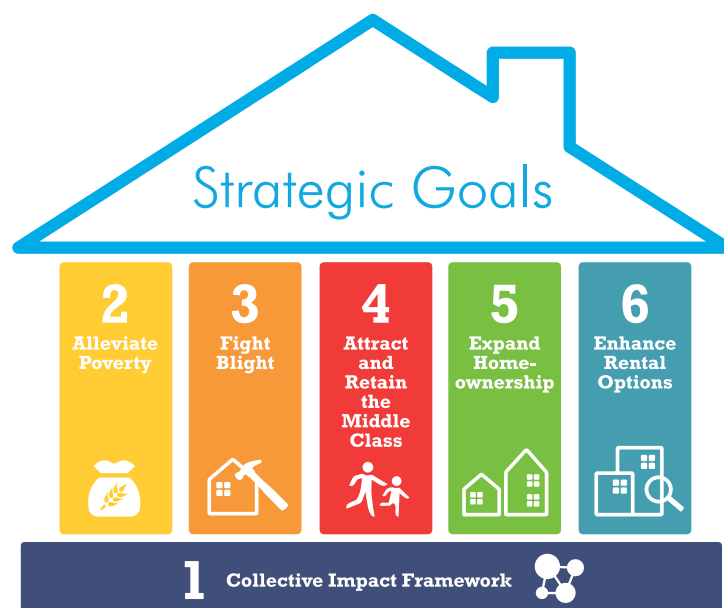 Strategic Goals
2
Alleviate
Poverty
3
Fight
Blight
4
Attract
and
Retain
the
Middle
Class
5
Expand
Home-
ownership
6
Enhance
Rental
Options
1 Collective Impact Framework